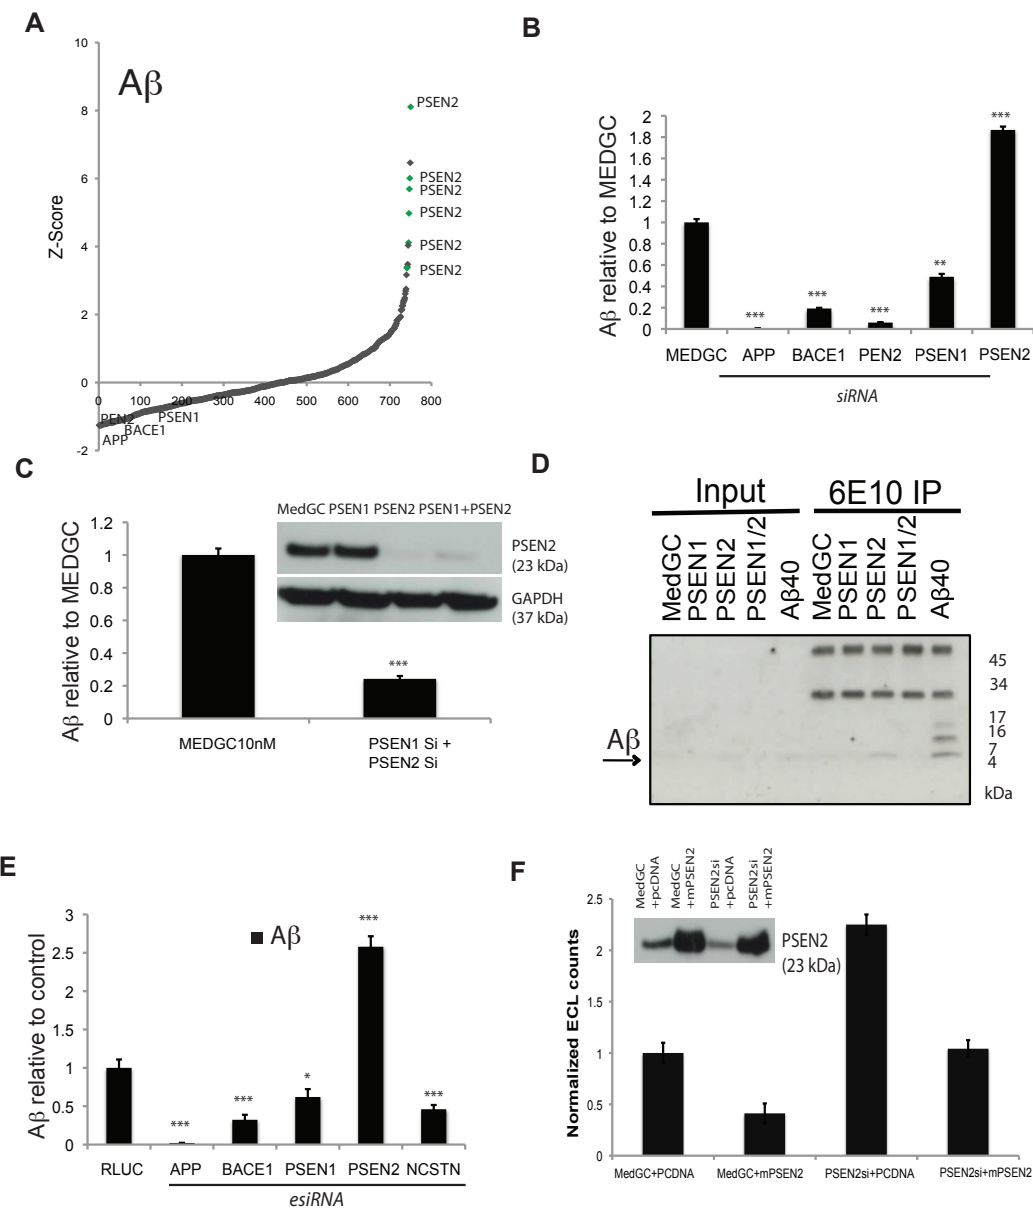 A
Aβ
Z-Score
10
8
6
4
2
0
-2
0 100 200 300 400 500 600 700 800
PSEN2
PSEN2
PSEN2
PSEN2
PSEN2
PSEN2
PEN2
PSEN1
BACE1
APP
B
Aβ relative to MEDGC
2
1.8
1.6
1.4
1.2
1
0.8
0.6
0.4
0.2
0
***
***
***
**
***
MEDGC APP BACE1 PEN2 PSEN1 PSEN2
siRNA
C
Aβ relative to MEDGC
1.2
1
0.8
0.6
0.4
0.2
0
MedGC PSEN1 PSEN2 PSEN1+PSEN2
PSEN2
(23 kDa)
GAPDH
(37 kDa)
***
MEDGC10nM
PSEN1 Si +
PSEN2 Si
D
Input
6E10 IP
MedGC
PSEN1
PSEN2
PSEN1/2
Aβ40
MedGC
PSEN1
PSEN2
PSEN1/2
Aβ40
45
34
17
16
7
4
kDa
Aβ
E
Aβ relative to control
3
2.5
2
1.5
1
0.5
0
Aβ
***
***
*
***
***
RLUC APP BACE1 PSEN1 PSEN2 NCSTN
esiRNA
F
Normalized ECL counts
2.5
2
1.5
1
0.5
0
MedGC
+pcDNA
MedGC
+mPSEN2
PSEN2si
+pcDNA
PSEN2si
+mPSEN2
PSEN2
(23 kDa)
MedGC+PCDNA MedGC+mPSEN2 PSEN2si+PCDNA PSEN2si+mPSEN2